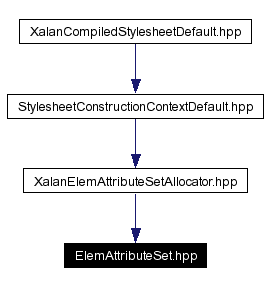 XalanCompiledStylesheetDefault.hpp
StylesheetConstructionContextDefault.hpp
XalanElemAttributeSetAllocator.hpp
ElemAttributeSet.hpp